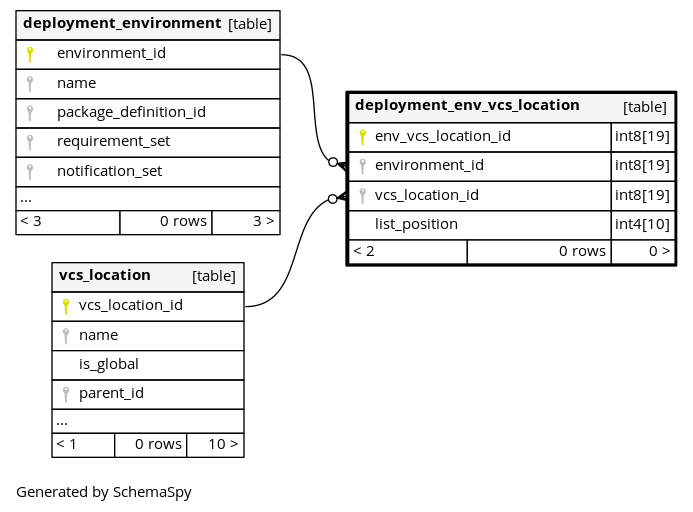 deployment_environment [table]
environment_id
name
package_definition_id
requirement_set
notification_set
...
< 3 0 rows 3 >
deployment_env_vcs_location [table]
env_vcs_location_id int8[19]
environment_id int8[19]
vcs_location_id int8[19]
list_position int4[10]
< 2 0 rows 0 >
vcs_location [table]
vcs_location_id
name
is_global
parent_id
...
< 1 0 rows 10 >
Generated by SchemaSpy